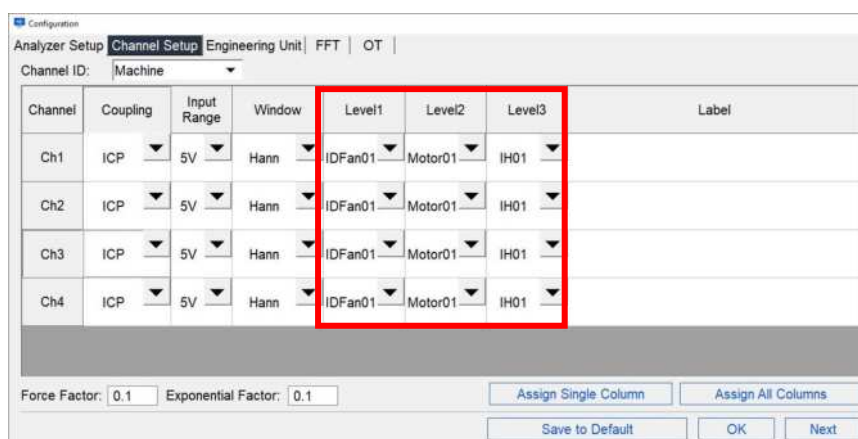 Configuration
Analyzer Setup Channel Setup Engineering Unit FFT OT
Channel ID: Machine
Channel Coupling Input Range Window Level1 Level2 Level3 Label
Ch1 ICP 5V Hann IDFan01 Motor01 IH01
Ch2 ICP 5V Hann IDFan01 Motor01 IH01
Ch3 ICP 5V Hann IDFan01 Motor01 IH01
Ch4 ICP 5V Hann IDFan01 Motor01 IH01
Force Factor: 0.1 Exponential Factor: 0.1 Assign Single Column Assign All Columns
Save to Default OK Next